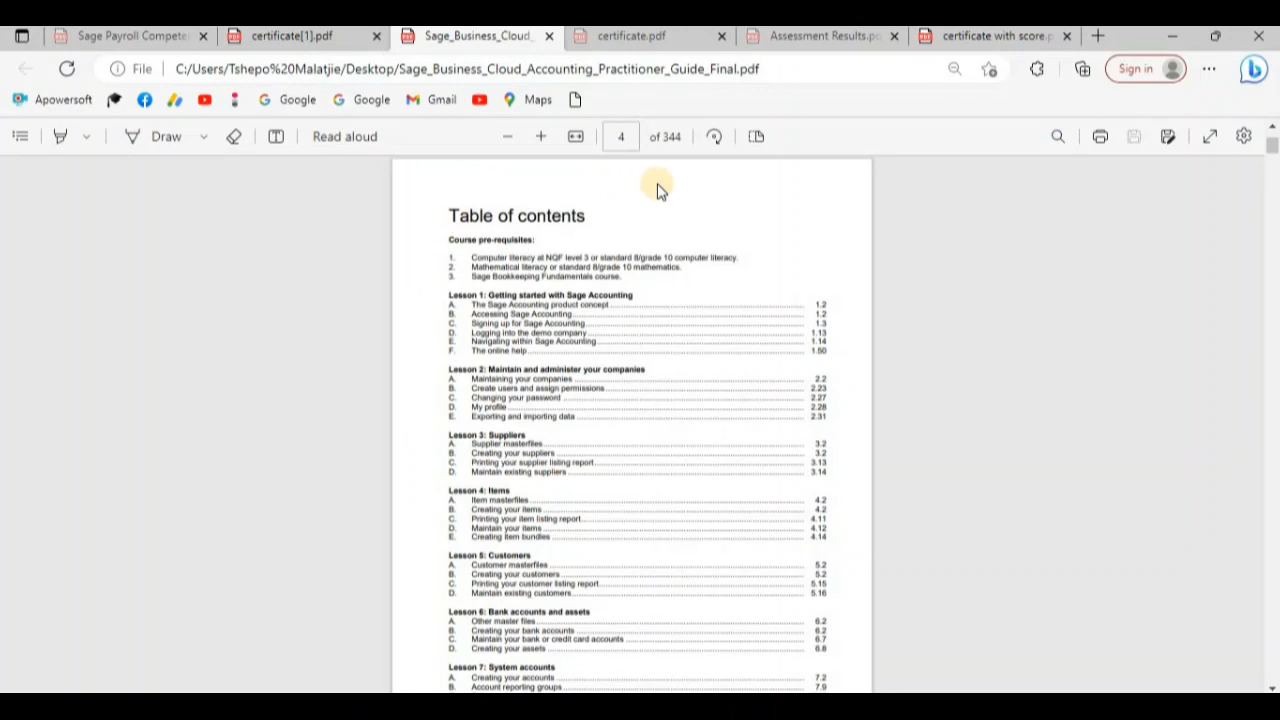 Sage Payroll Compete
certificate[1].pdf
Sage_Business_Cloud_
certificate.pdf
Assessment Results.pd
certificate with score.p
File
C:/Users/Tshepo%20Malatjie/Desktop/Sage_Business_Cloud_Accounting_Practitioner_Guide_Final.pdf
Sign in
Apowersoft
Google
Google
Gmail
Maps
Draw
Read aloud
4 of 344
Table of contents
Course pre-requisites:
1. Computer literacy at NQF level 3 or standard 8/grade 10 computer literacy.
2. Mathematical literacy or standard 8/grade 10 mathematics.
3. Sage Bookkeeping Fundamentals course.
Lesson 1: Getting started with Sage Accounting
A. The Sage Accounting product concept 1.2
B. Accessing Sage Accounting 1.2
C. Signing up for Sage Accounting 1.3
D. Logging into the demo company 1.13
E. Navigating within Sage Accounting 1.14
F. The online help 1.50
Lesson 2: Maintain and administer your companies
A. Maintaining your companies 2.2
B. Create users and assign permissions 2.23
C. Changing your password 2.27
D. My profile 2.28
E. Exporting and importing data 2.31
Lesson 3: Suppliers
A. Supplier masterfiles 3.2
B. Creating your suppliers 3.2
C. Printing your supplier listing report 3.13
D. Maintain existing suppliers 3.14
Lesson 4: Items
A. Item masterfiles 4.2
B. Creating your items 4.2
C. Printing your item listing report 4.11
D. Maintain your items 4.12
E. Creating item bundles 4.14
Lesson 5: Customers
A. Customer masterfiles 5.2
B. Creating your customers 5.2
C. Printing your customer listing report 5.15
D. Maintain existing customers 5.16
Lesson 6: Bank accounts and assets
A. Other master files 6.2
B. Creating your bank accounts 6.2
C. Maintain your bank or credit card accounts 6.7
D. Creating your assets 6.8
Lesson 7: System accounts
A. Creating your accounts 7.2
B. Account reporting groups 7.9